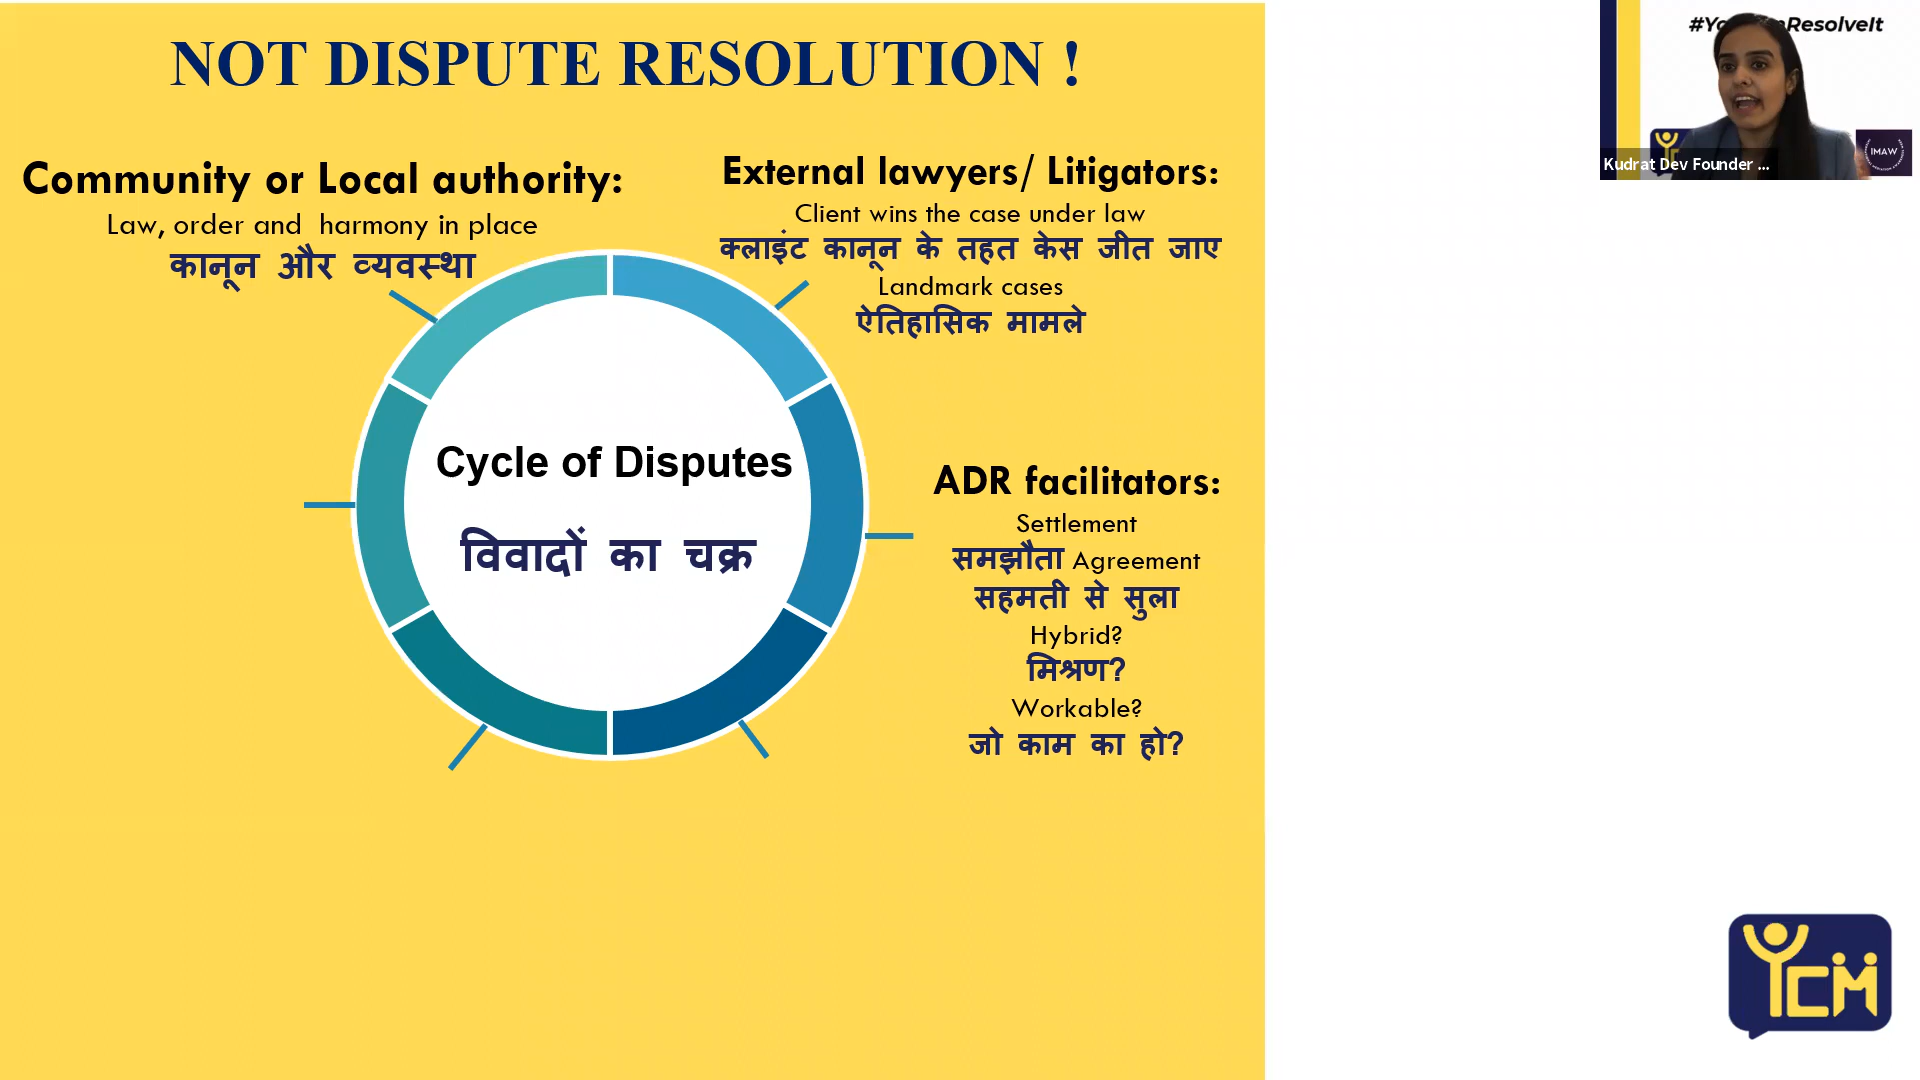 NOT DISPUTE RESOLUTION !
Community or Local authority:
Law, order and harmony in place
कानून और व्यवस्था
External lawyers/ Litigators:
Client wins the case under law
क्लाइंट कानून के तहत केस जीत जाए
Landmark cases
ऐतिहासिक मामले
Cycle of Disputes
विवादों का चक्र
ADR facilitators:
Settlement
समझौता Agreement
सहमती से सुला
Hybrid?
मिश्रण?
Workable?
जो काम का हो?
ResolveIt
Kudrat Dev Founder ...
IMAW
YCM